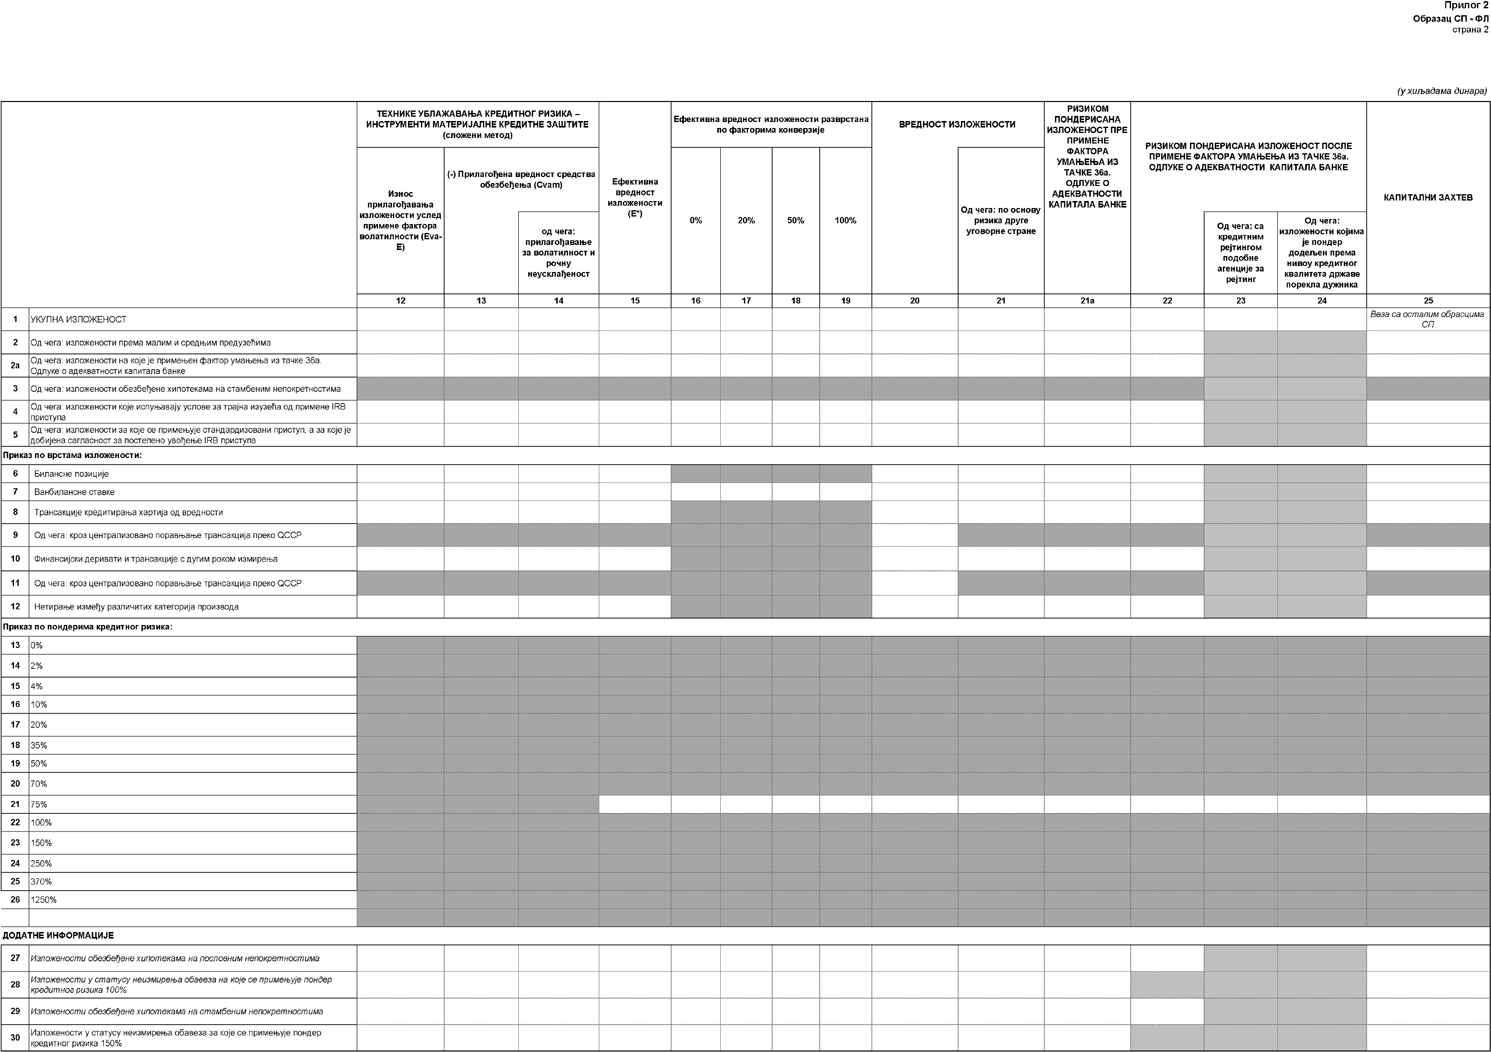 Прилог 2
Образац СП - ФЛ
страна 2
(у хиљадама динара)
ТЕХНИКЕ УБЛАЖАВАЊА КРЕДИТНОГ РИЗИКА –
ИНСТРУМЕНТИ МАТЕРИЈАЛНЕ КРЕДИТНЕ ЗАШТИТЕ
(сложени метод)
Износ
прилагођавања
изложености услед
примене фактора
волатилности (Eva-
E)
(-) Прилагођена вредност средства
обезбеђења (Cvam)
од чега:
прилагођавање
за волатилност и
рочну
неусклађеност
Ефективна
вредност
изложености
(E*)
Ефективна вредност изложености разврстана
по факторима конверзије
0%
20%
50%
100%
ВРЕДНОСТ ИЗЛОЖЕНОСТИ
Од чега: по основу
ризика друге
уговорне стране
РИЗИКОМ
ПОНДЕРИСАНА
ИЗЛОЖЕНОСТ ПРЕ
ПРИМЕНЕ
ФАКТОРА
УМАЊЕЊА ИЗ
ТАЧКЕ 36а.
ОДЛУКЕ О
АДЕКВАТНОСТИ
КАПИТАЛА БАНКЕ
РИЗИКОМ ПОНДЕРИСАНА ИЗЛОЖЕНОСТ ПОСЛЕ
ПРИМЕНЕ ФАКТОРА УМАЊЕЊА ИЗ ТАЧКЕ 36а.
ОДЛУКЕ О АДЕКВАТНОСТИ КАПИТАЛА БАНКЕ
Од чега: са
кредитним
рејтингом
подобне
агенције за
рејтинг
Од чега:
изложености којима
је пондер
додељен према
нивоу кредитног
квалитета државе
порекла дужника
КАПИТАЛНИ ЗАХТЕВ
12 13 14 15 16 17 18 19 20 21 21а 22 23 24 25
1 УКУПНА ИЗЛОЖЕНОСТ
Веза са осталим обрасцима
СП
2 Од чега: изложености према малим и средњим предузећима
2а Од чега: изложености на које је примењен фактор умањења из тачке 36а.
Одлуке о адекватности капитала банке
3 Од чега: изложености обезбеђене хипотекама на стамбеним непокретностима
4 Од чега: изложености које испуњавају услове за трајна изузећа од примене IRB
приступа
5 Од чега: изложености за које се примењује стандардизовани приступ, а за које је
добијена сагласност за постепено увођење IRB приступа
Приказ по врстама изложености:
6 Билансне позиције
7 Ванбилансне ставке
8 Трансакције кредитирања хартија од вредности
9 Од чега: кроз централизовано поравњање трансакција преко QCCP
10 Финансијски деривати и трансакције с дугим роком измирења
11 Од чега: кроз централизовано поравњање трансакција преко QCCP
12 Нетирање између различитих категорија производа
Приказ по пондерима кредитног ризика:
13 0%
14 2%
15 4%
16 10%
17 20%
18 35%
19 50%
20 70%
21 75%
22 100%
23 150%
24 250%
25 370%
26 1250%
ДОДАТНЕ ИНФОРМАЦИЈЕ
27 Изложености обезбеђене хипотекама на пословним непокретностима
28 Изложености у статусу неизмирења обавеза на које се примењује пондер
кредитног ризика 100%
29 Изложености обезбеђене хипотекама на стамбеним непокретностима
30 Изложености у статусу неизмирења обавеза за које се примењује пондер
кредитног ризика 150%